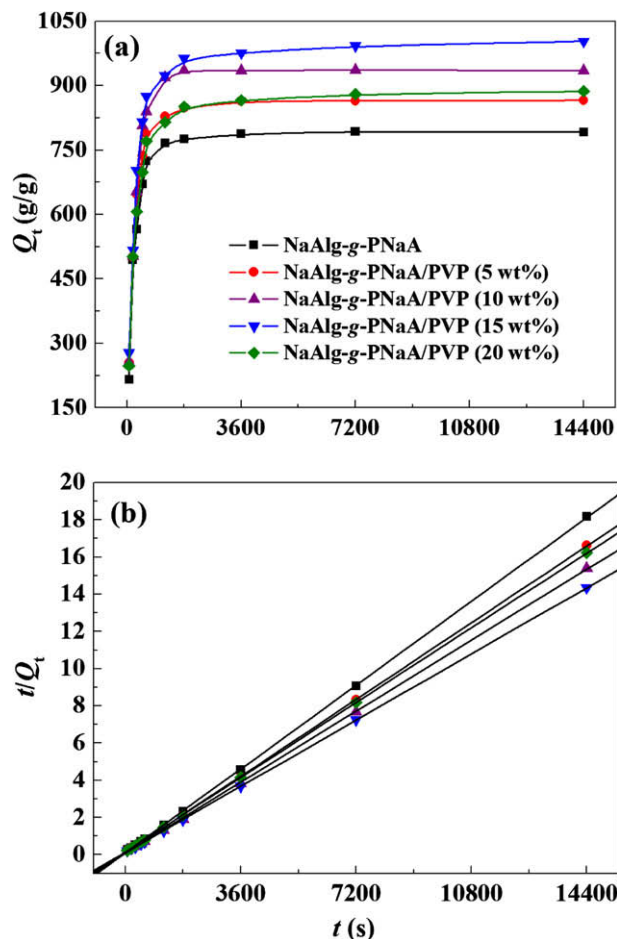 1050
(a)
900
750
600
450
300
150
Qt (g/g)
NaAlg-g-PNaA
NaAlg-g-PNaA/PVP (5 wt%)
NaAlg-g-PNaA/PVP (10 wt%)
NaAlg-g-PNaA/PVP (15 wt%)
NaAlg-g-PNaA/PVP (20 wt%)
0 3600 7200 10800 14400
20
(b)
18
16
14
12
10
8
6
4
2
0
t/Qt
0 3600 7200 10800 14400
t (s)